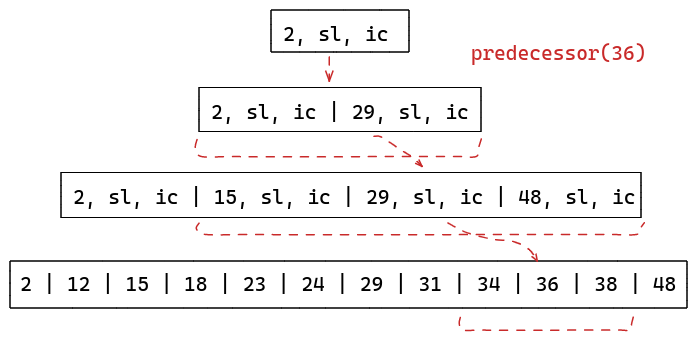 2, sl, ic
predecessor(36)
2, sl, ic | 29, sl, ic
2, sl, ic | 15, sl, ic | 29, sl, ic | 48, sl, ic
2 | 12 | 15 | 18 | 23 | 24 | 29 | 31 | 34 | 36 | 38 | 48